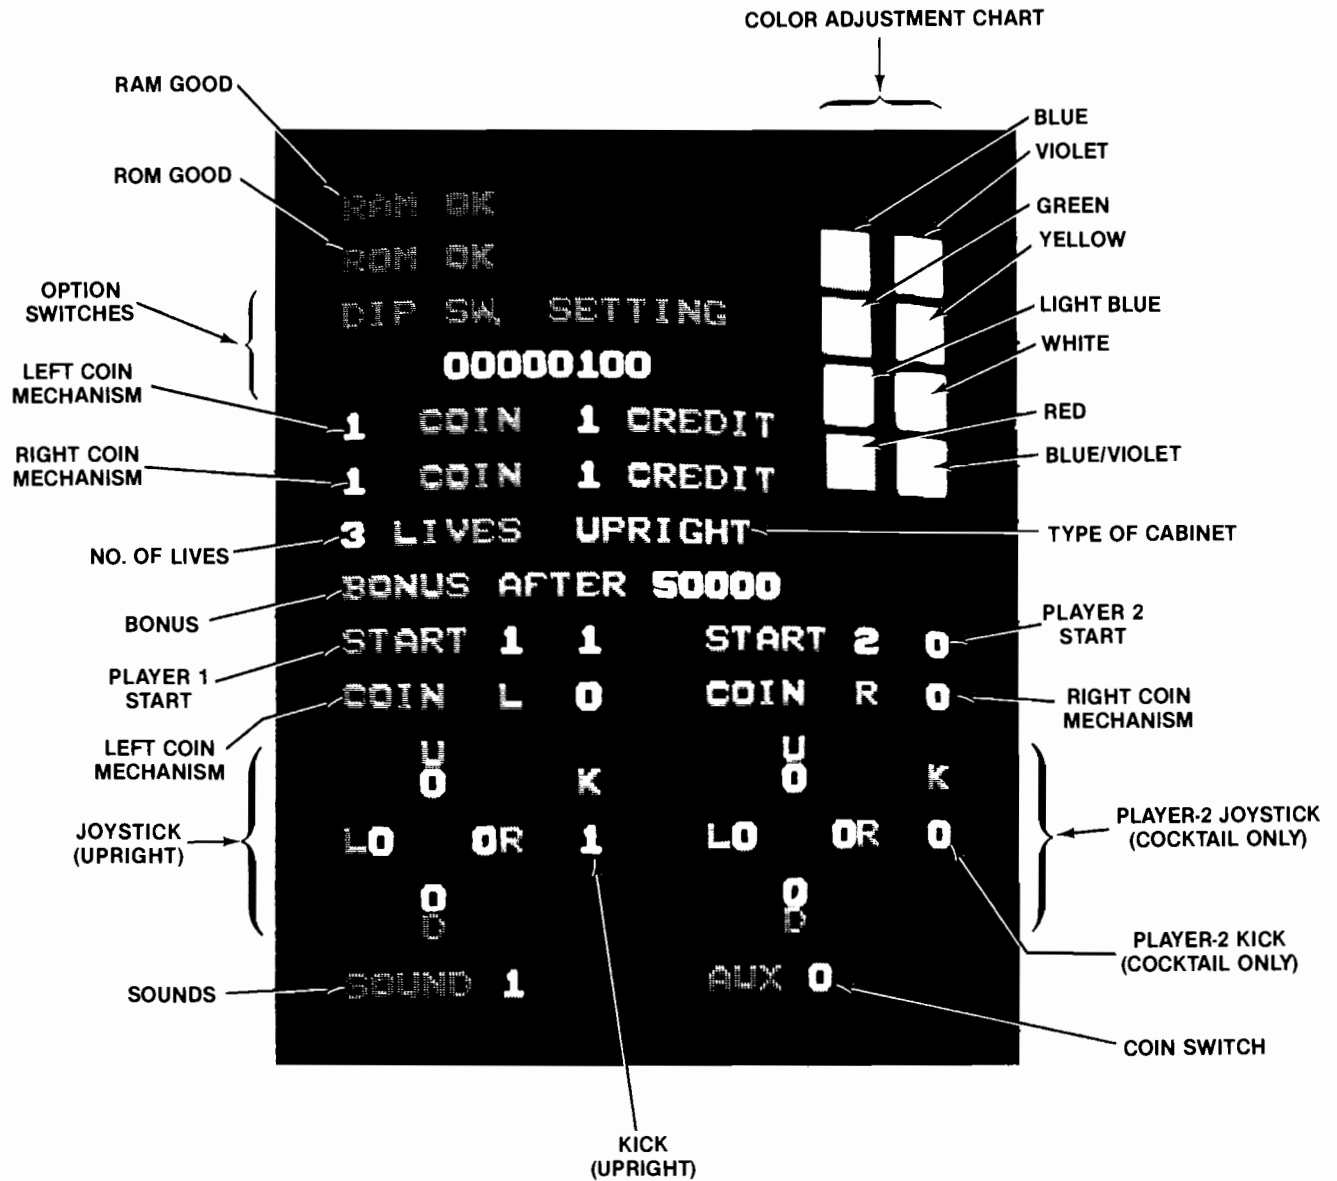 COLOR ADJUSTMENT CHART
RAM GOOD
ROM GOOD
OPTION
SWITCHES
LEFT COIN
MECHANISM
RIGHT COIN
MECHANISM
NO. OF LIVES
BONUS
PLAYER 1
START
LEFT COIN
MECHANISM
JOYSTICK
(UPRIGHT)
SOUNDS
RAM OK
ROM OK
DIP SW. SETTING
00000100
1 COIN 1 CREDIT
1 COIN 1 CREDIT
3 LIVES UPRIGHT
BONUS AFTER 50000
START 1 1 START 2 0
COIN L 0 COIN R 0
U U
0 K 0 K
L0 0R 1 L0 0R 0
0 0
D D
SOUND 1 AUX 0
BLUE
VIOLET
GREEN
YELLOW
LIGHT BLUE
WHITE
RED
BLUE/VIOLET
TYPE OF CABINET
PLAYER 2
START
RIGHT COIN
MECHANISM
PLAYER-2 JOYSTICK
(COCKTAIL ONLY)
PLAYER-2 KICK
(COCKTAIL ONLY)
COIN SWITCH
KICK
(UPRIGHT)